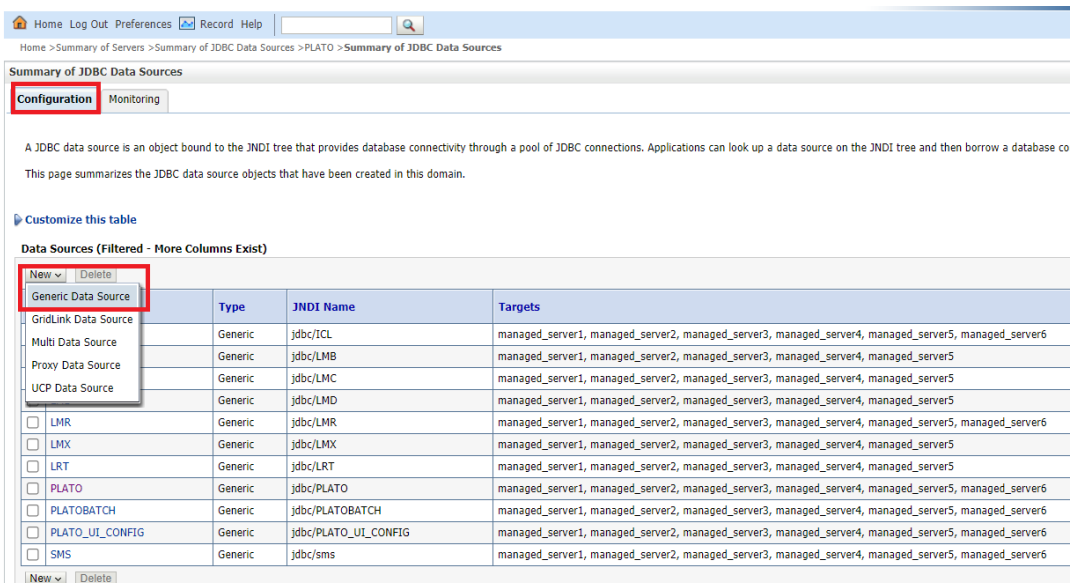 Home Log Out Preferences Record Help
Home >Summary of Servers >Summary of JDBC Data Sources >PLATO >Summary of JDBC Data Sources
Summary of JDBC Data Sources
Configuration Monitoring
A JDBC data source is an object bound to the JNDI tree that provides database connectivity through a pool of JDBC connections. Applications can look up a data source on the JNDI tree and then borrow a database co
This page summarizes the JDBC data source objects that have been created in this domain.
Customize this table
Data Sources (Filtered - More Columns Exist)
New Delete
Generic Data Source
GridLink Data Source
Multi Data Source
Proxy Data Source
UCP Data Source
Type JNDI Name Targets
Generic jdbc/ICL managed_server1, managed_server2, managed_server3, managed_server4, managed_server5, managed_server6
Generic jdbc/LMB managed_server1, managed_server2, managed_server3, managed_server4, managed_server5
Generic jdbc/LMC managed_server1, managed_server2, managed_server3, managed_server4, managed_server5
Generic jdbc/LMD managed_server1, managed_server2, managed_server3, managed_server4, managed_server5
LMR Generic jdbc/LMR managed_server1, managed_server2, managed_server3, managed_server4, managed_server5, managed_server6
LMX Generic jdbc/LMX managed_server1, managed_server2, managed_server3, managed_server4, managed_server5
LRT Generic jdbc/LRT managed_server1, managed_server2, managed_server3, managed_server4, managed_server5
PLATO Generic jdbc/PLATO managed_server1, managed_server2, managed_server3, managed_server4, managed_server5, managed_server6
PLATOBATCH Generic jdbc/PLATOBATCH managed_server1, managed_server2, managed_server3, managed_server4, managed_server5, managed_server6
PLATO_UI_CONFIG Generic jdbc/PLATO_UI_CONFIG managed_server1, managed_server2, managed_server3, managed_server4, managed_server5, managed_server6
SMS Generic jdbc/sms managed_server1, managed_server2, managed_server3, managed_server4, managed_server5, managed_server6
New Delete